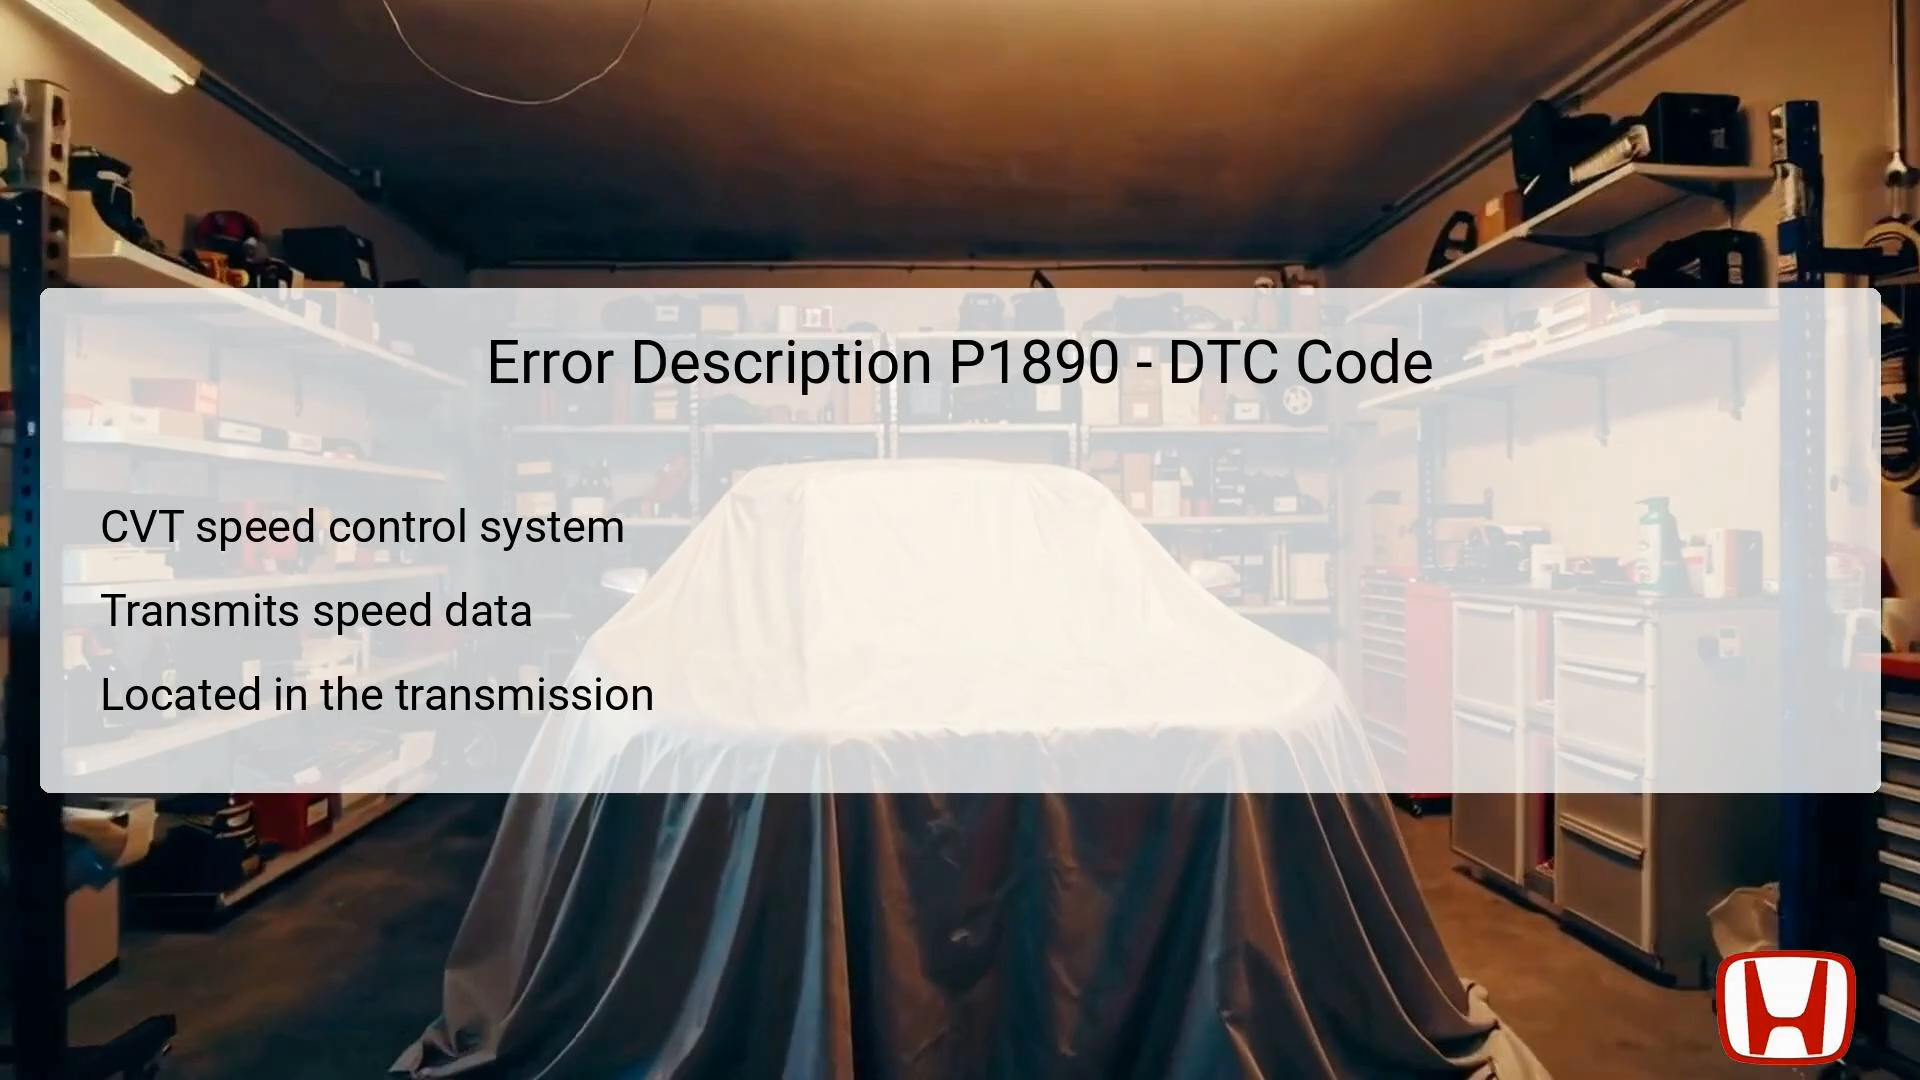 Error Description P1890 - DTC Code
CVT speed control system
Transmits speed data
Located in the transmission